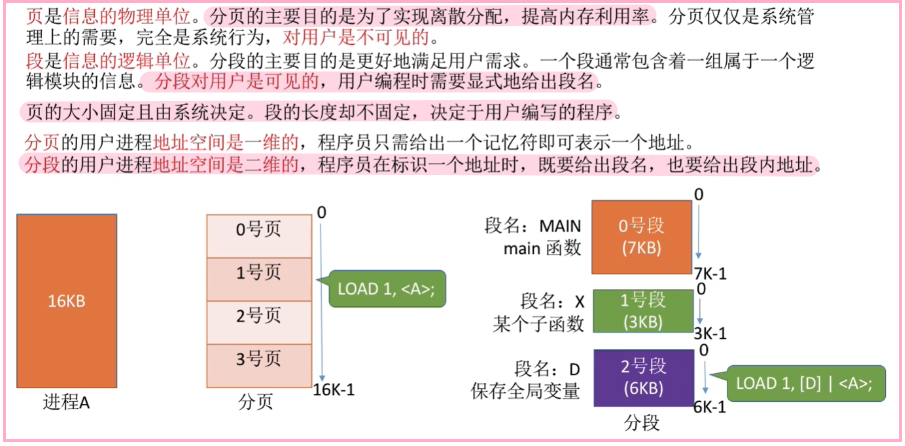 页是信息的物理单位。分页的主要目的是为了实现离散分配，提高内存利用率。分页仅仅是系统管
理上的需要，完全是系统行为，对用户是不可见的。
段是信息的逻辑单位。分段的主要目的是更好地满足用户需求。一个段通常包含着一组属于一个逻
辑模块的信息。分段对用户是可见的，用户编程时需要显式地给出段名。
页的大小固定且由系统决定。段的长度却不固定，决定于用户编写的程序。
分页的用户进程地址空间是一维的，程序员只需给出一个记忆符即可表示一个地址。
分段的用户进程地址空间是二维的，程序员在标识一个地址时，既要给出段名，也要给出段内地址。
16KB
进程A
0
0号页
1号页
2号页
3号页
LOAD 1, <A>;
16K-1
分页
段名：MAIN
main 函数
0
0号段
(7KB)
7K-1
段名：X
某个子函数
0
1号段
(3KB)
3K-1
段名：D
保存全局变量
0
2号段
(6KB)
6K-1
LOAD 1, [D] | <A>;
分段